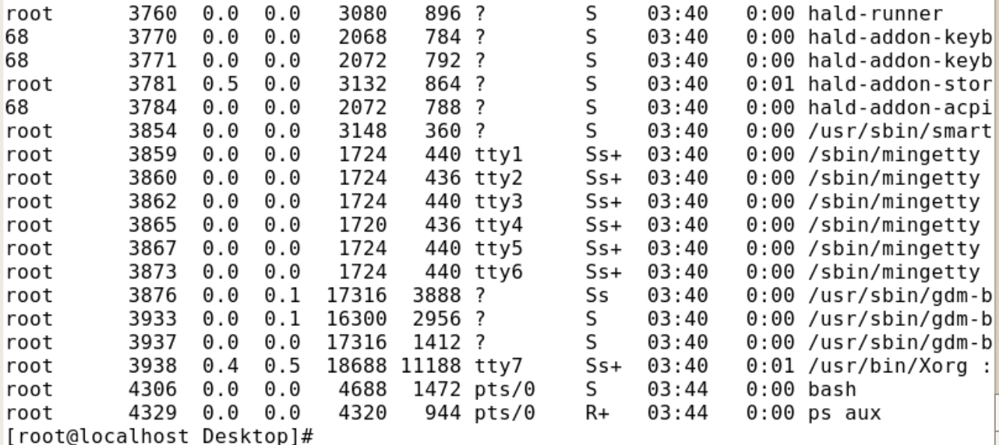 root      3760  0.0  0.0   3080   896 ?        S    03:40   0:00 hald-runner
68        3770  0.0  0.0   2068   784 ?        S    03:40   0:00 hald-addon-keyb
68        3771  0.0  0.0   2072   792 ?        S    03:40   0:00 hald-addon-keyb
root      3781  0.5  0.0   3132   864 ?        S    03:40   0:01 hald-addon-stor
68        3784  0.0  0.0   2072   788 ?        S    03:40   0:00 hald-addon-acpi
root      3854  0.0  0.0   3148   360 ?        S    03:40   0:00 /usr/sbin/smart
root      3859  0.0  0.0   1724   440 tty1     Ss+  03:40   0:00 /sbin/mingetty
root      3860  0.0  0.0   1724   436 tty2     Ss+  03:40   0:00 /sbin/mingetty
root      3862  0.0  0.0   1724   440 tty3     Ss+  03:40   0:00 /sbin/mingetty
root      3865  0.0  0.0   1720   436 tty4     Ss+  03:40   0:00 /sbin/mingetty
root      3867  0.0  0.0   1724   440 tty5     Ss+  03:40   0:00 /sbin/mingetty
root      3873  0.0  0.0   1724   440 tty6     Ss+  03:40   0:00 /sbin/mingetty
root      3876  0.0  0.1  17316  3888 ?        Ss   03:40   0:00 /usr/sbin/gdm-b
root      3933  0.0  0.1  16300  2956 ?        S    03:40   0:00 /usr/sbin/gdm-b
root      3937  0.0  0.0  17316  1412 ?        S    03:40   0:00 /usr/sbin/gdm-b
root      3938  0.4  0.5  18688 11188 tty7     Ss+  03:40   0:01 /usr/bin/Xorg :
root      4306  0.0  0.0   4688  1472 pts/0    S    03:44   0:00 bash
root      4329  0.0  0.0   4320   944 pts/0    R+   03:44   0:00 ps aux
[root@localhost Desktop]#